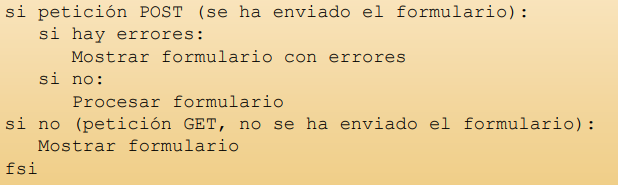 si petición POST (se ha enviado el formulario):
   si hay errores:
      Mostrar formulario con errores
   si no:
      Procesar formulario
si no (petición GET, no se ha enviado el formulario):
   Mostrar formulario
fsi